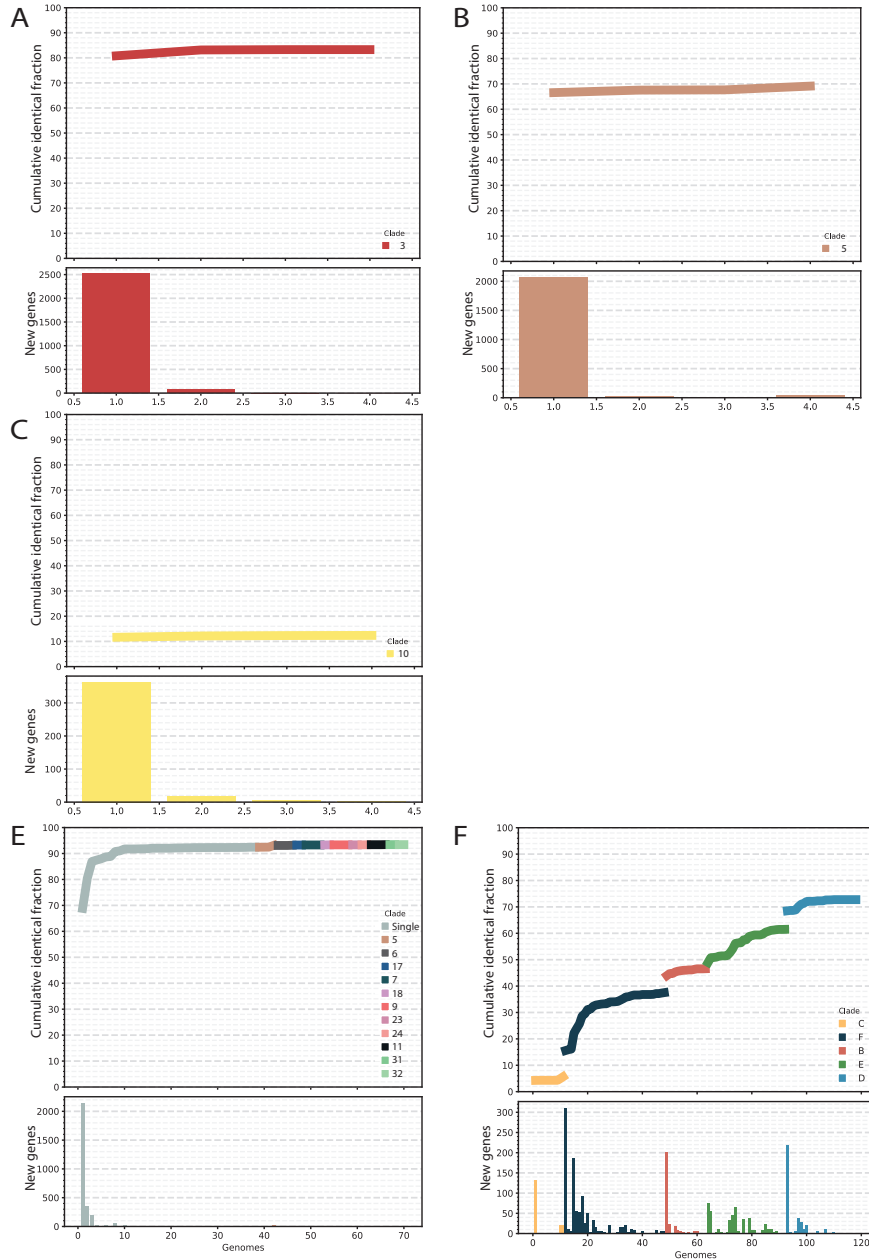 A
Cumulative identical fraction
100
90
80
70
60
50
40
30
20
10
0
Clade
3
New genes
2500
2000
1500
1000
500
0
0.5 1.0 1.5 2.0 2.5 3.0 3.5 4.0 4.5
B
Cumulative identical fraction
100
90
80
70
60
50
40
30
20
10
0
Clade
5
New genes
2000
1500
1000
500
0
0.5 1.0 1.5 2.0 2.5 3.0 3.5 4.0 4.5
C
Cumulative identical fraction
100
90
80
70
60
50
40
30
20
10
0
Clade
10
New genes
300
200
100
0
0,5 1,0 1,5 2,0 2,5 3,0 3,5 4,0 4,5
E
Cumulative identical fraction
100
90
80
70
60
50
40
30
20
10
0
Clade
Single
5
6
17
7
18
9
23
24
11
31
32
New genes
2000
1500
1000
500
0
0 10 20 30 40 50 60 70
Genomes
F
Cumulative identical fraction
100
90
80
70
60
50
40
30
20
10
0
Clade
C
F
B
E
D
New genes
300
250
200
150
100
50
0
0 20 40 60 80 100 120
Genomes